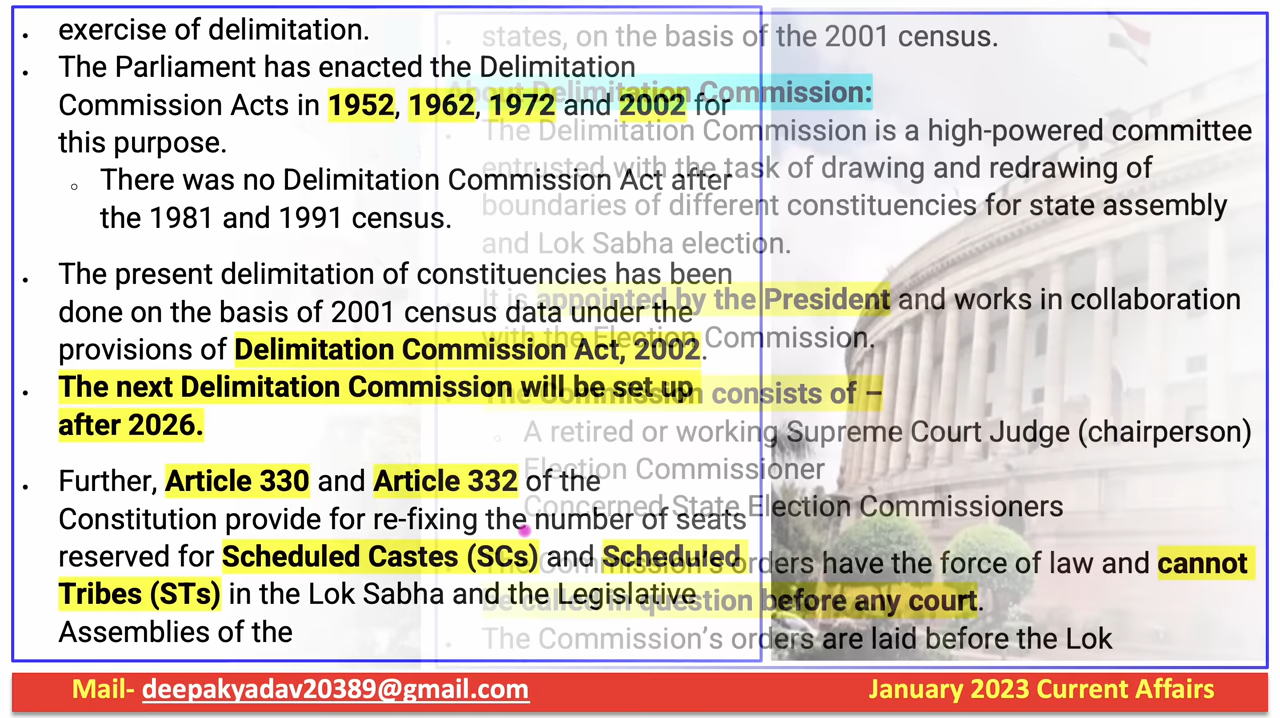 exercise of delimitation.
The Parliament has enacted the Delimitation
Commission Acts in 1952, 1962, 1972 and 2002 for
this purpose.
There was no Delimitation Commission Act after
the 1981 and 1991 census.
The present delimitation of constituencies has been
done on the basis of 2001 census data under the
provisions of Delimitation Commission Act, 2002.
The next Delimitation Commission will be set up
after 2026.
Further, Article 330 and Article 332 of the
Constitution provide for re-fixing the number of seats
reserved for Scheduled Castes (SCs) and Scheduled
Tribes (STs) in the Lok Sabha and the Legislative
Assemblies of the
states, on the basis of the 2001 census.
About Delimitation Commission:
The Delimitation Commission is a high-powered committee
entrusted with the task of drawing and redrawing of
boundaries of different constituencies for state assembly
and Lok Sabha election.
It is appointed by the President and works in collaboration
with the Election Commission.
The Commission consists of –
A retired or working Supreme Court Judge (chairperson)
Election Commissioner
Concerned State Election Commissioners
The Commission's orders have the force of law and cannot
be called in question before any court.
The Commission's orders are laid before the Lok
Mail- deepakyadav20389@gmail.com
January 2023 Current Affairs